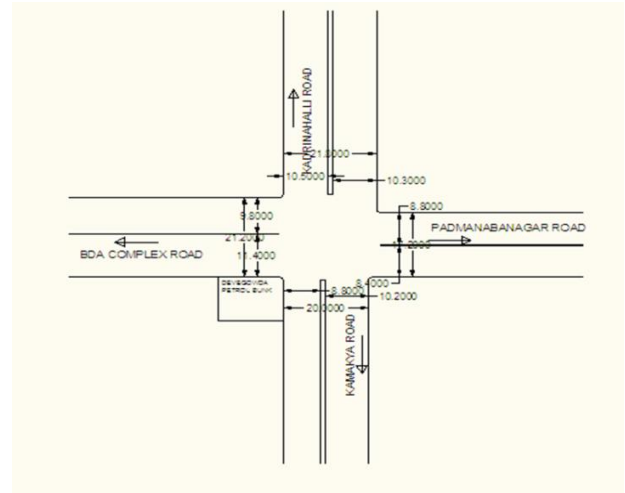 KADRINAHALLI ROAD
21.8000
10.5000
10.3000
9.8000
8.8000
21.2000
PADMANABANAGAR ROAD
BDA COMPLEX ROAD
11.4000
DEVEGOWDA
PETROL BUNK
8.4000
8.8000
10.2000
20.0000
KAMAKYA ROAD